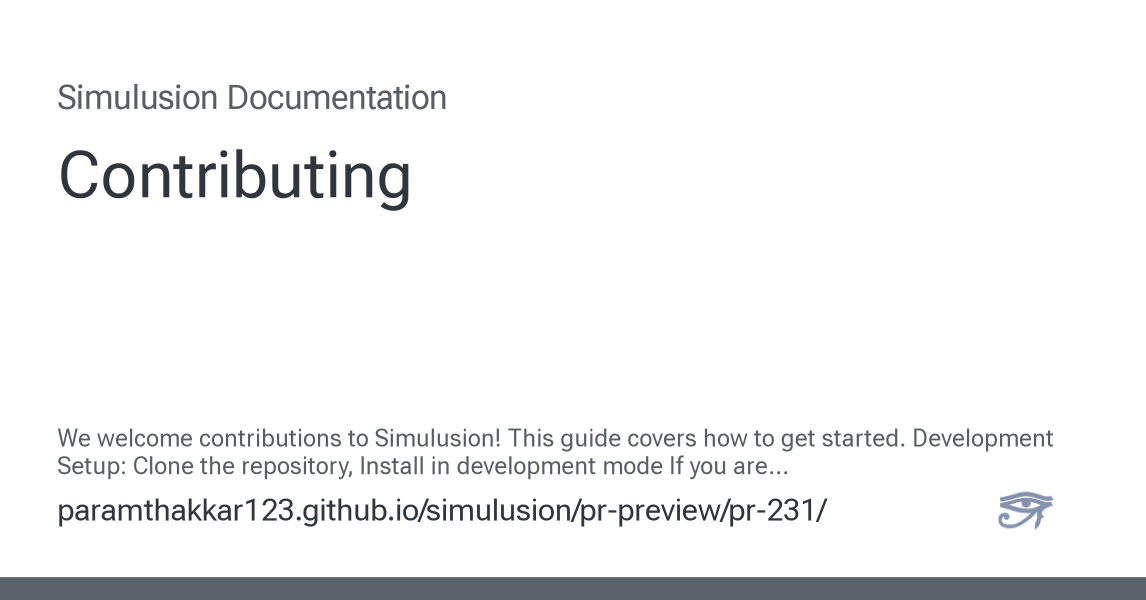 Simulusion Documentation
Contributing
We welcome contributions to Simulusion! This guide covers how to get started. Development
Setup: Clone the repository, Install in development mode If you are...
paramthakkar123.github.io/simulusion/pr-preview/pr-231/